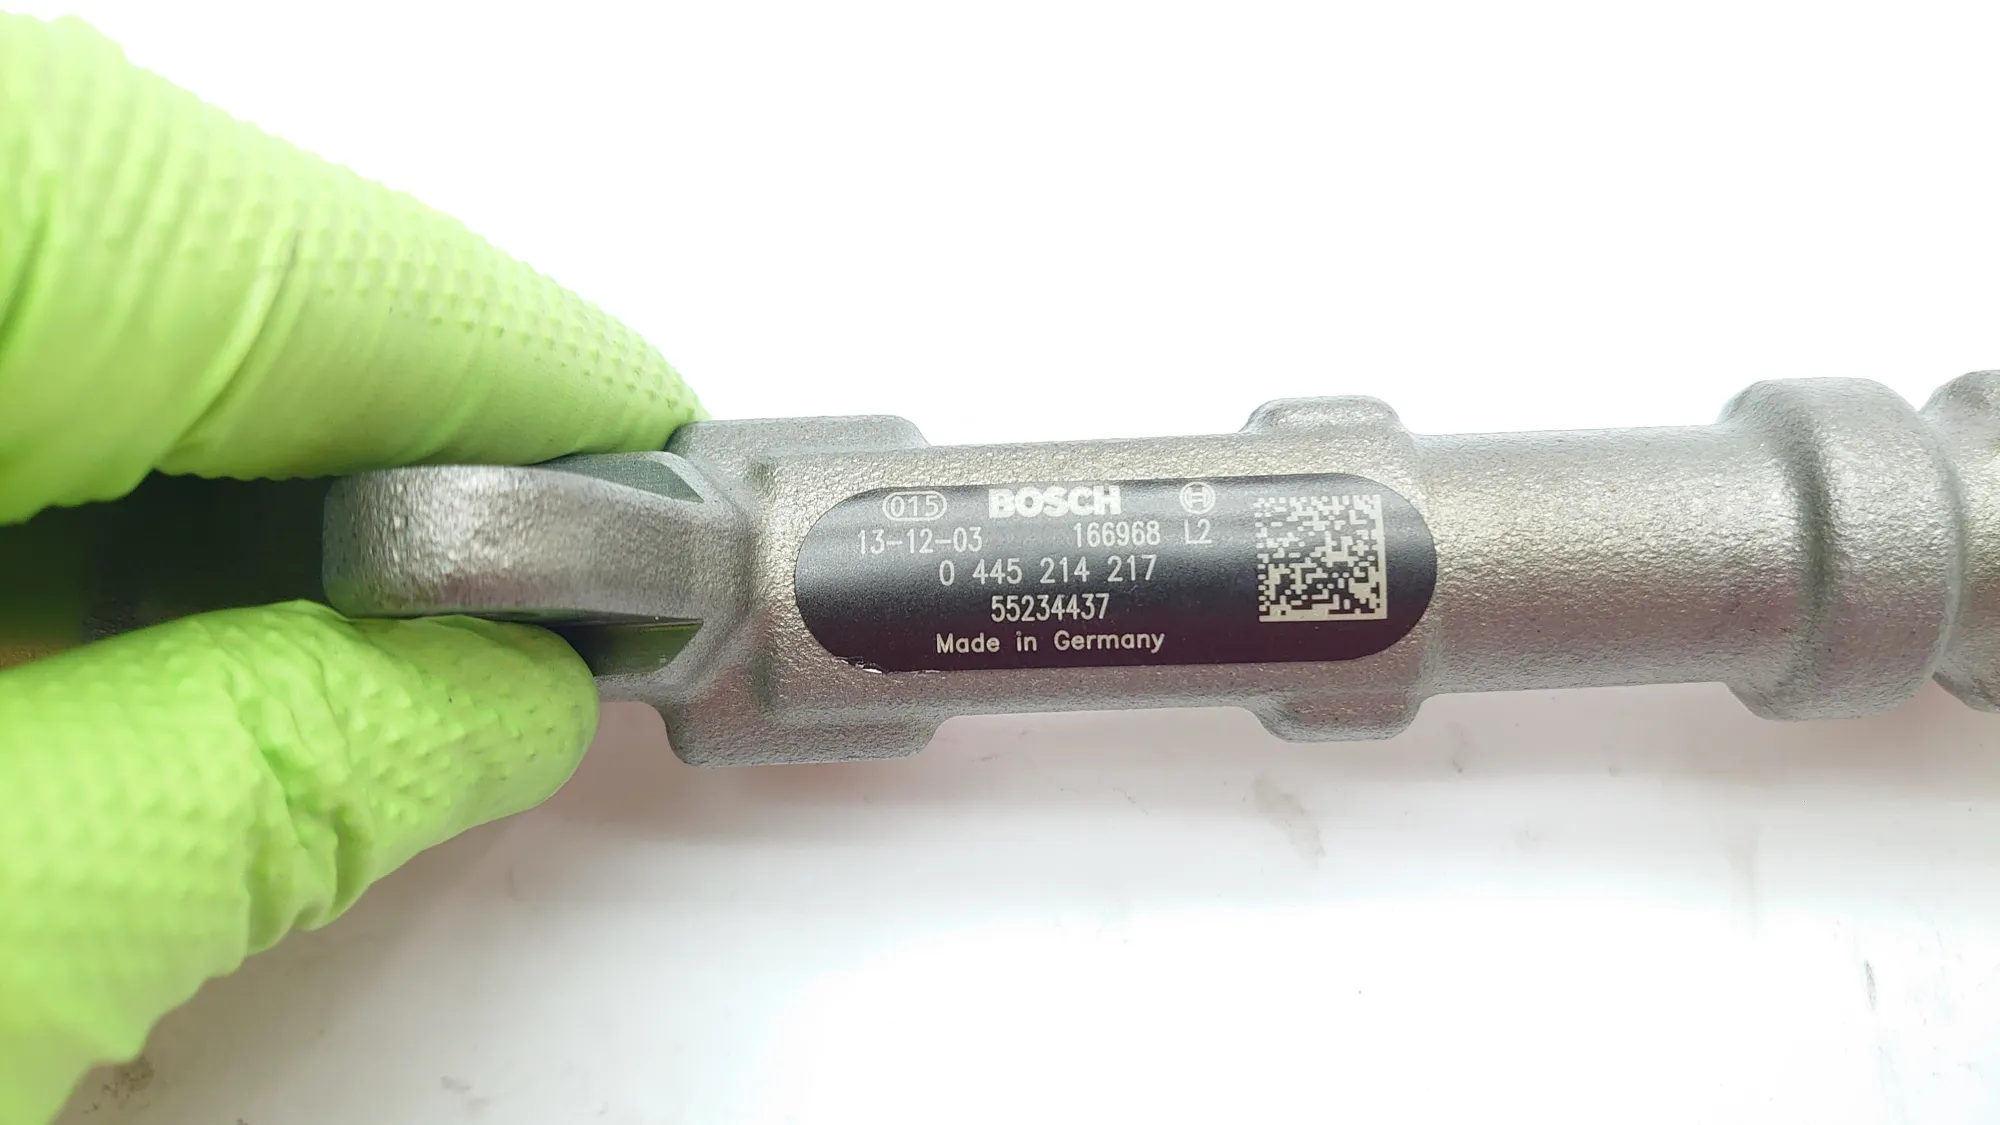 015 BOSCH
13-12-03 166968 L2
0 445 214 217
55234437
Made in Germany